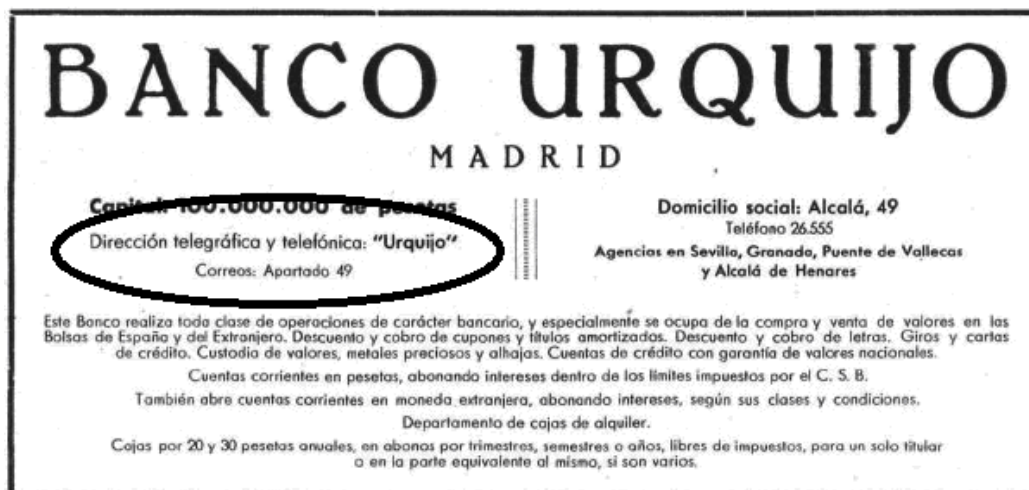 BANCO URQUIJO
MADRID
Capital: 100.000.000 de pesetas
Dirección telegráfica y telefónica: "Urquijo"
Correos: Apartado 49
Domicilio social: Alcalá, 49
Teléfono 26.555
Agencias en Sevilla, Granada, Puente de Vallecas
y Alcalá de Henares
Este Banco realiza toda clase de operaciones de carácter bancario, y especialmente se ocupa de la compra y venta de valores en las
Bolsas de España y del Extranjero. Descuento y cobro de cupones y títulos amortizados. Descuento y cobro de letras. Giros y cartas
de crédito. Custodia de valores, metales preciosos y alhajas. Cuentas de crédito con garantía de valores nacionales.
Cuentas corrientes en pesetas, abonando intereses dentro de los límites impuestos por el C. S. B.
También abre cuentas corrientes en moneda extranjera, abonando intereses, según sus clases y condiciones.
Departamento de cajas de alquiler.
Cajas por 20 y 30 pesetas anuales, en abonos por trimestres, semestres o años, libres de impuestos, para un solo titular
o en la parte equivalente al mismo, si son varios.